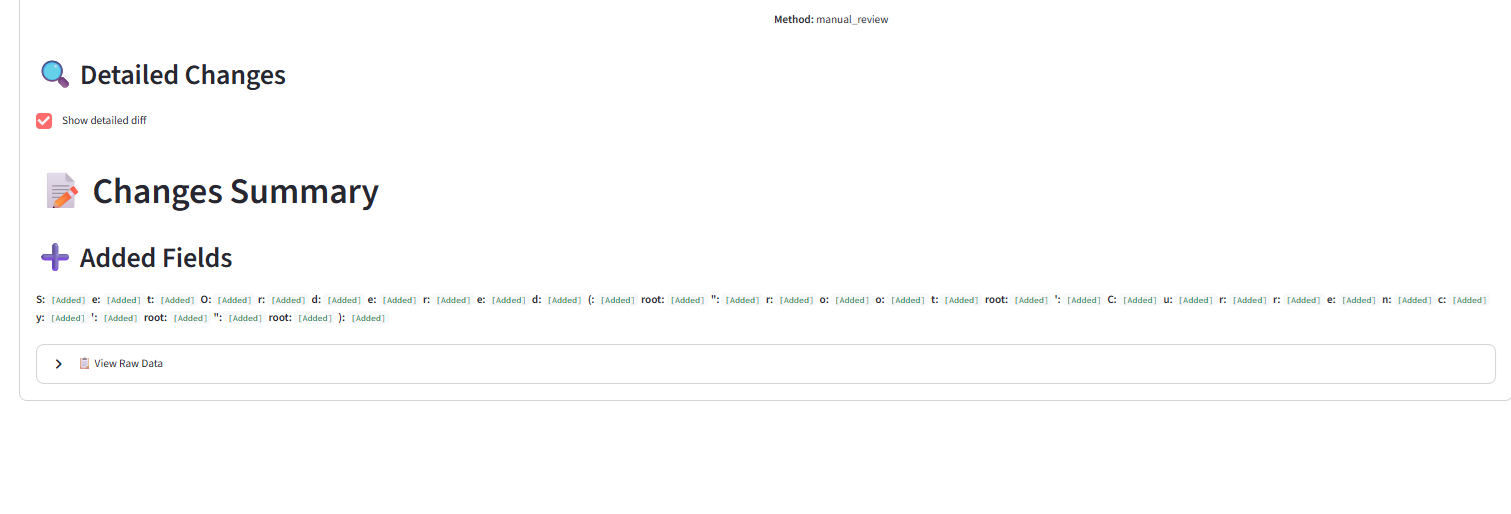 Method: manual_review
Detailed Changes
Show detailed diff
Changes Summary
Added Fields
S: [Added] e: [Added] t: [Added] O: [Added] r: [Added] d: [Added] e: [Added] r: [Added] e: [Added] d: [Added] (: [Added] root: [Added] ": [Added] r: [Added] o: [Added] o: [Added] t: [Added] root: [Added] ': [Added] C: [Added] u: [Added] r: [Added] r: [Added] e: [Added] n: [Added] c: [Added]
y: [Added] ': [Added] root: [Added] ": [Added] root: [Added] ): [Added]
View Raw Data